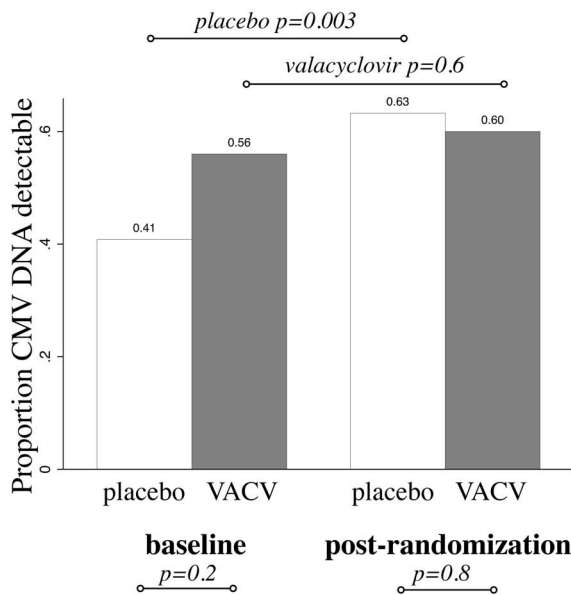 placebo p=0.003
valacyclovir p=0.6
Proportion CMV DNA detectable
.6
.4
.2
0
0.41
0.56
0.63
0.60
placebo VACV placebo VACV
baseline post-randomization
p=0.2 p=0.8